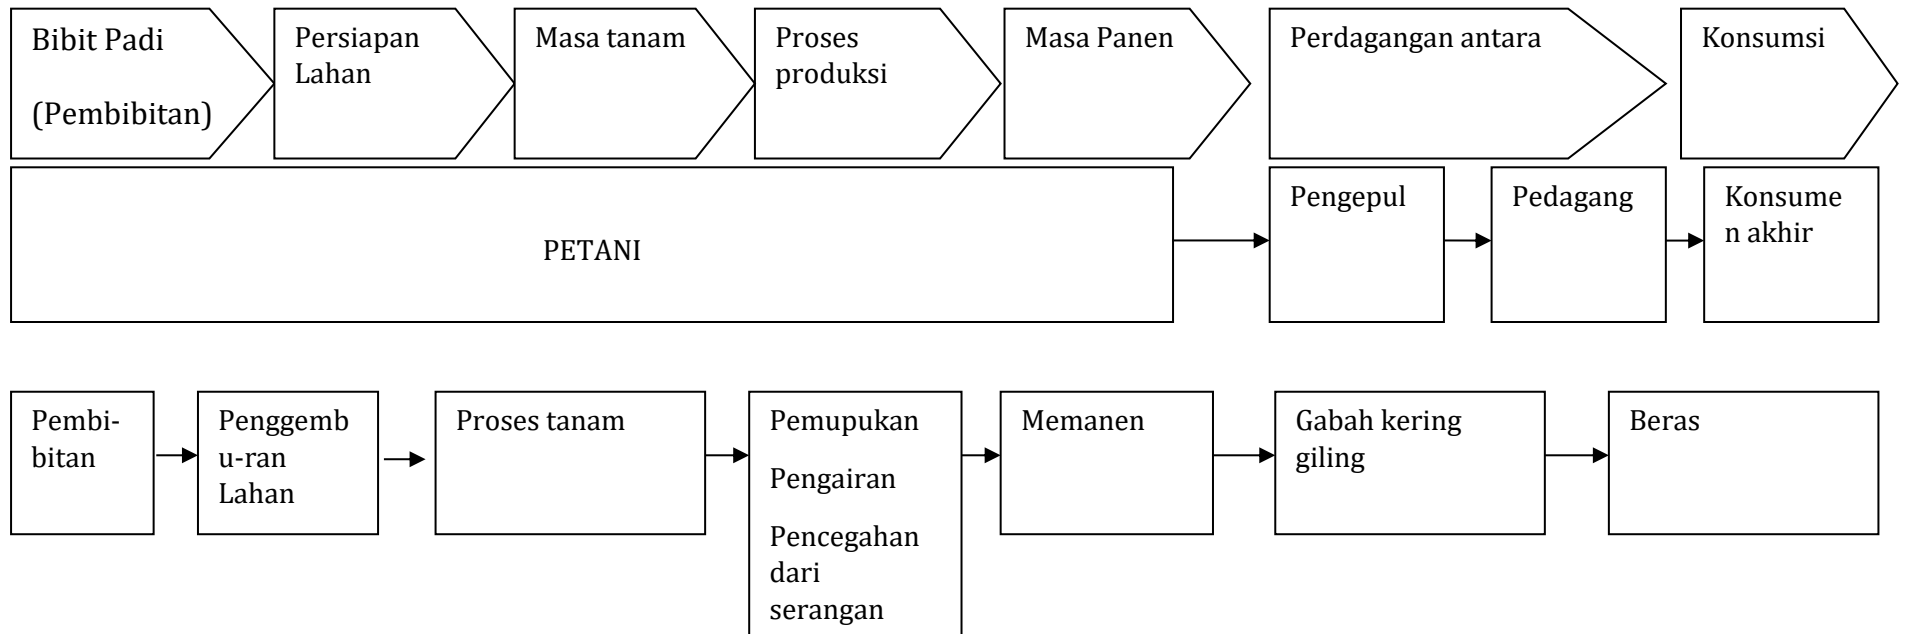 Bibit Padi
(Pembibitan)
Persiapan
Lahan
Masa tanam
Proses
produksi
Masa Panen
Perdagangan antara
Konsumsi
PETANI
Pengepul
Pedagang
Konsume
n akhir
Pembi-
bitan
Penggemb
u-ran
Lahan
Proses tanam
Pemupukan
Pengairan
Pencegahan
dari
serangan
Memanen
Gabah kering
giling
Beras